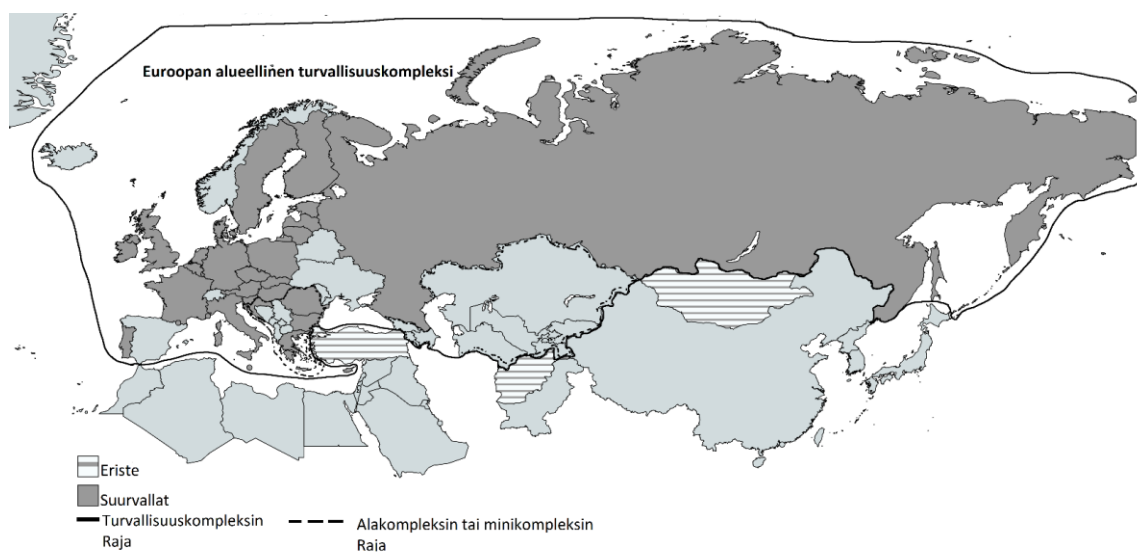 Euroopan alueellinen turvallisuuskompleksi
Eriste
Suurvallat
Turvallisuuskompleksin
Raja
Alakompleksin tai minikompleksin
Raja